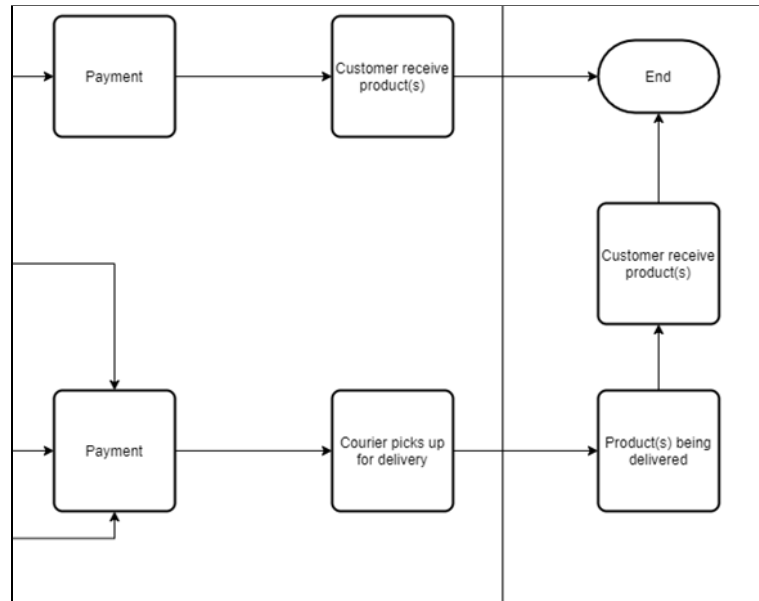 Payment
Customer receive
product(s)
End
Customer receive
product(s)
Payment
Courier picks up
for delivery
Product(s) being
delivered